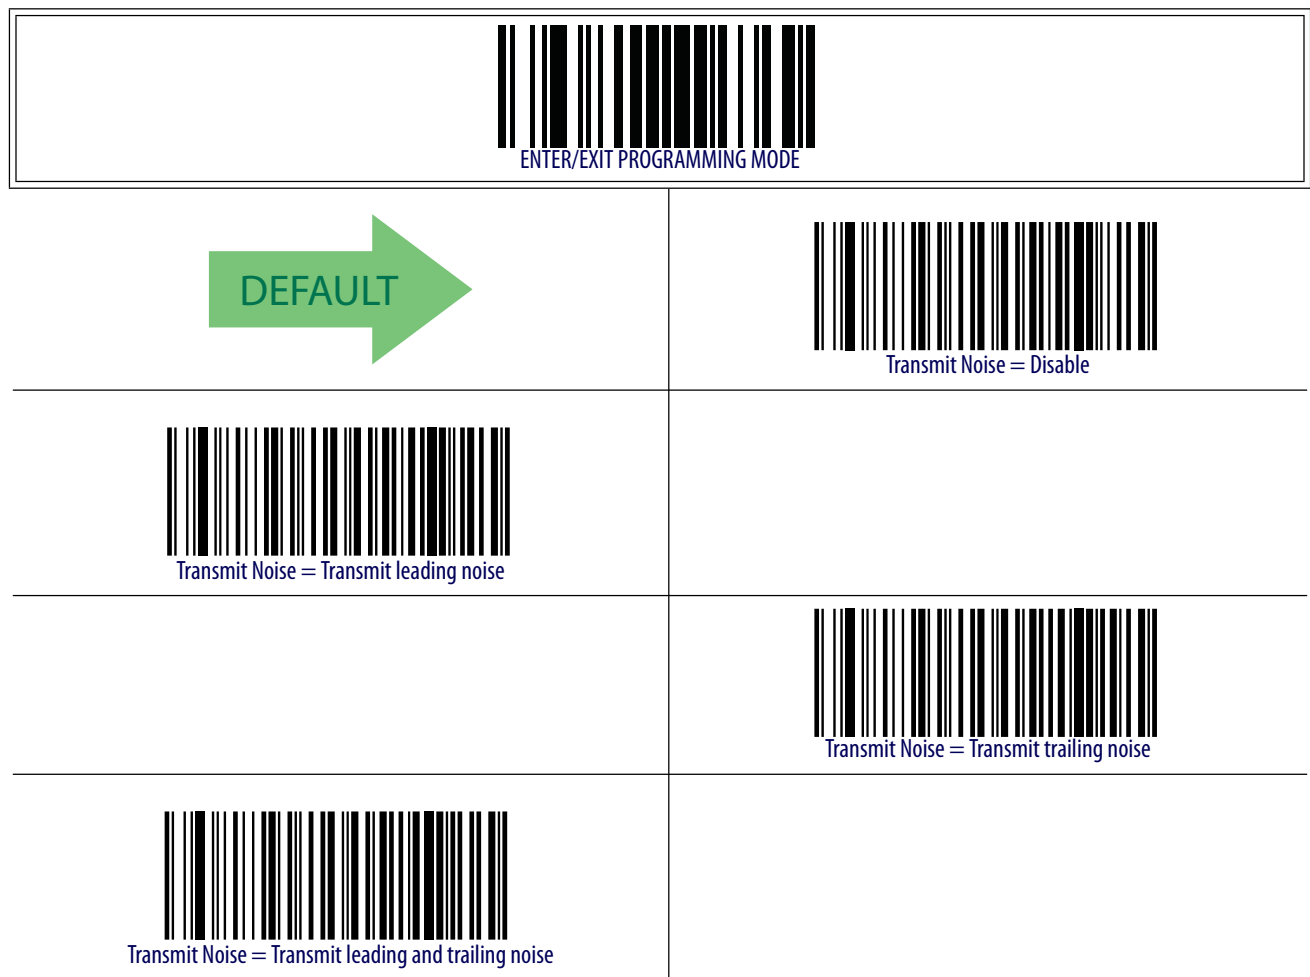 ENTER/EXIT PROGRAMMING MODE
DEFAULT
Transmit Noise = Disable
Transmit Noise = Transmit leading noise
Transmit Noise = Transmit trailing noise
Transmit Noise = Transmit leading and trailing noise